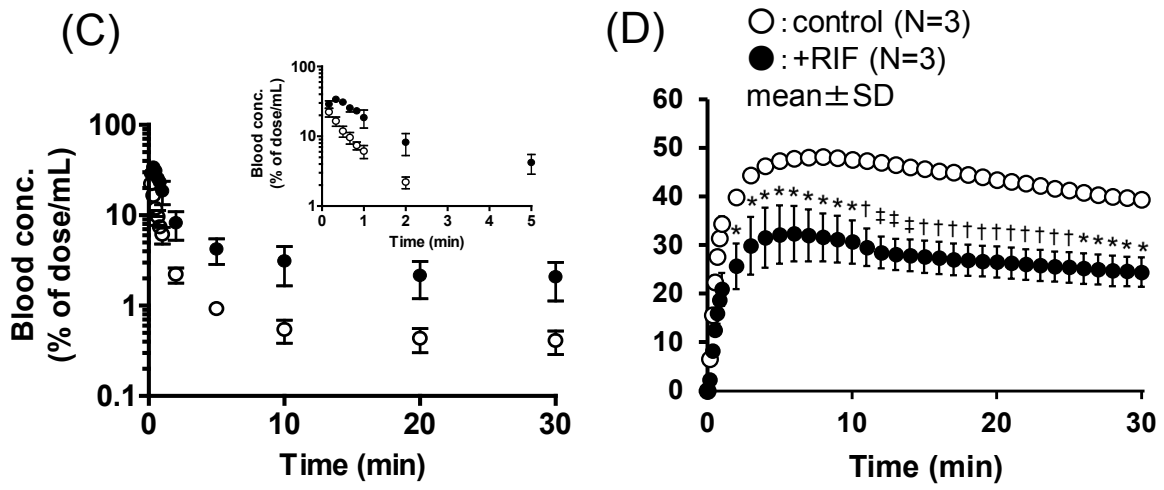 (C)
100
10
1
0.1
Blood conc.
(% of dose/mL)
0
10
20
30
Time (min)
100
10
1
Blood conc.
(% of dose/mL)
0
1
2
5
Time (min)
(D)
○ : control (N=3)
● : +RIF (N=3)
mean±SD
60
50
40
30
20
10
0
* * * * * * * * * † ‡ ‡ ‡ † † † † † † † † † † † * * * * *
0
10
20
30
Time (min)